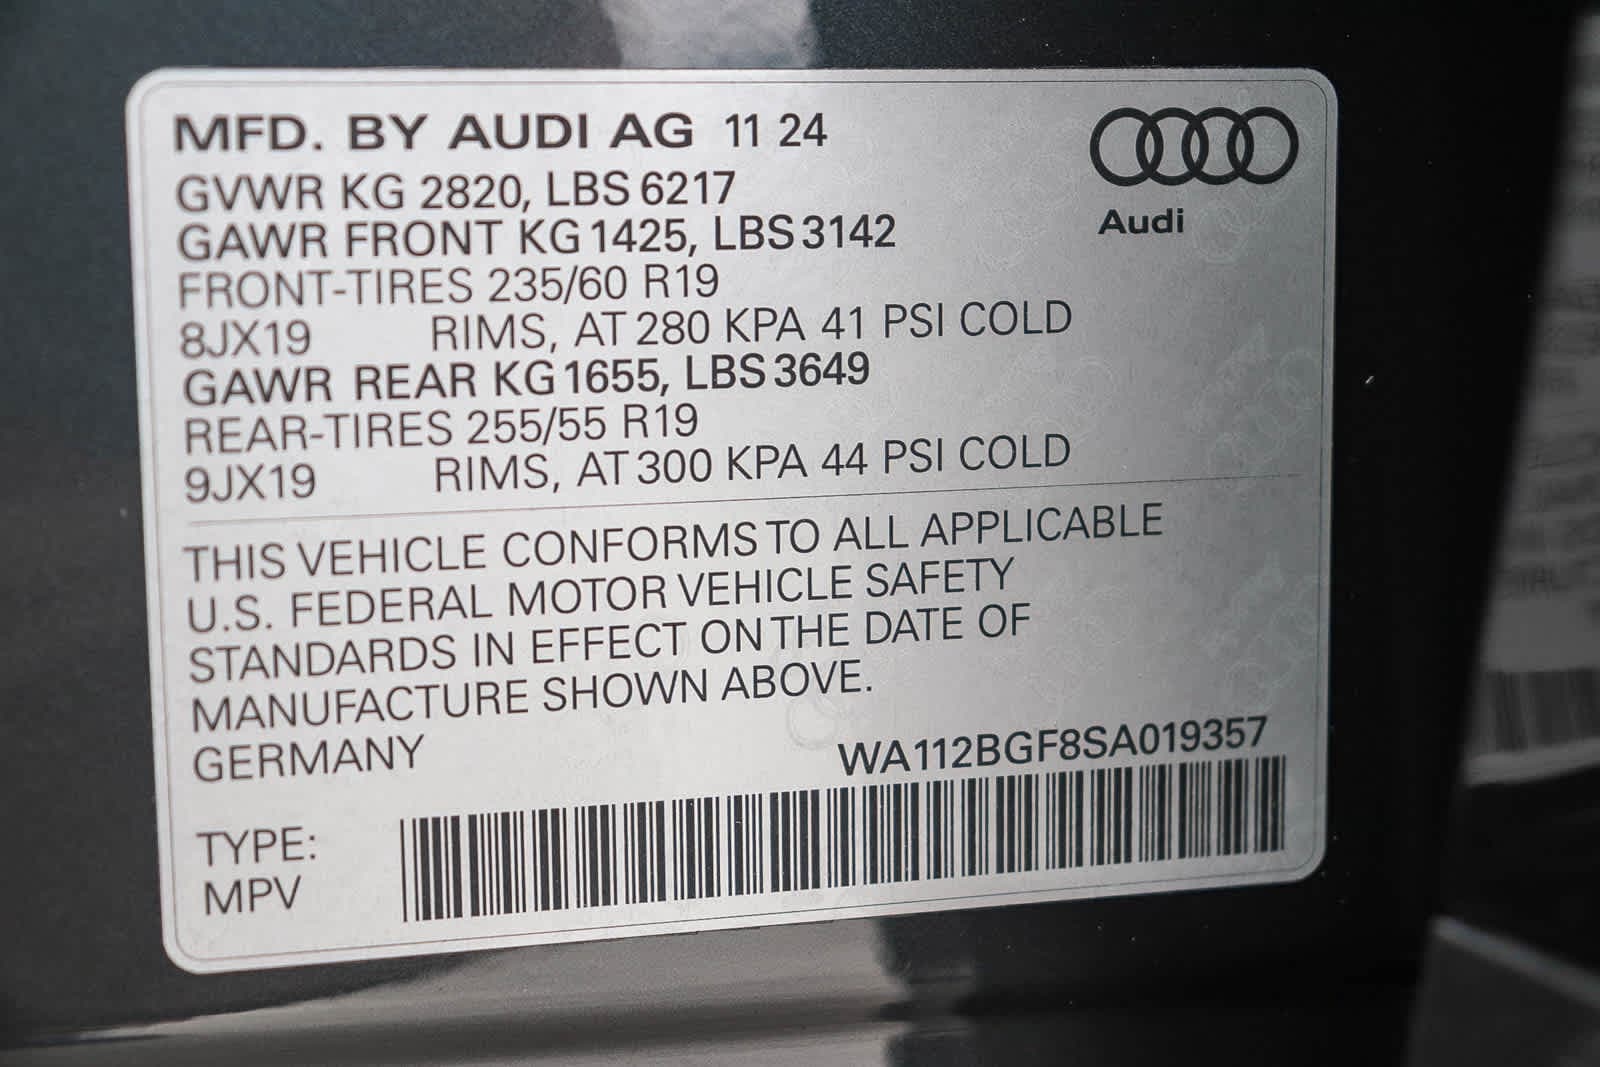 MFD. BY AUDI AG 11 24
GVWR KG 2820, LBS 6217
GAWR FRONT KG 1425, LBS 3142
FRONT-TIRES 235/60 R19
8JX19 RIMS, AT 280 KPA 41 PSI COLD
GAWR REAR KG 1655, LBS 3649
REAR-TIRES 255/55 R19
9JX19 RIMS, AT 300 KPA 44 PSI COLD
Audi
THIS VEHICLE CONFORMS TO ALL APPLICABLE
U.S. FEDERAL MOTOR VEHICLE SAFETY
STANDARDS IN EFFECT ON THE DATE OF
MANUFACTURE SHOWN ABOVE.
GERMANY
WA112BGF8SA019357
TYPE:
MPV